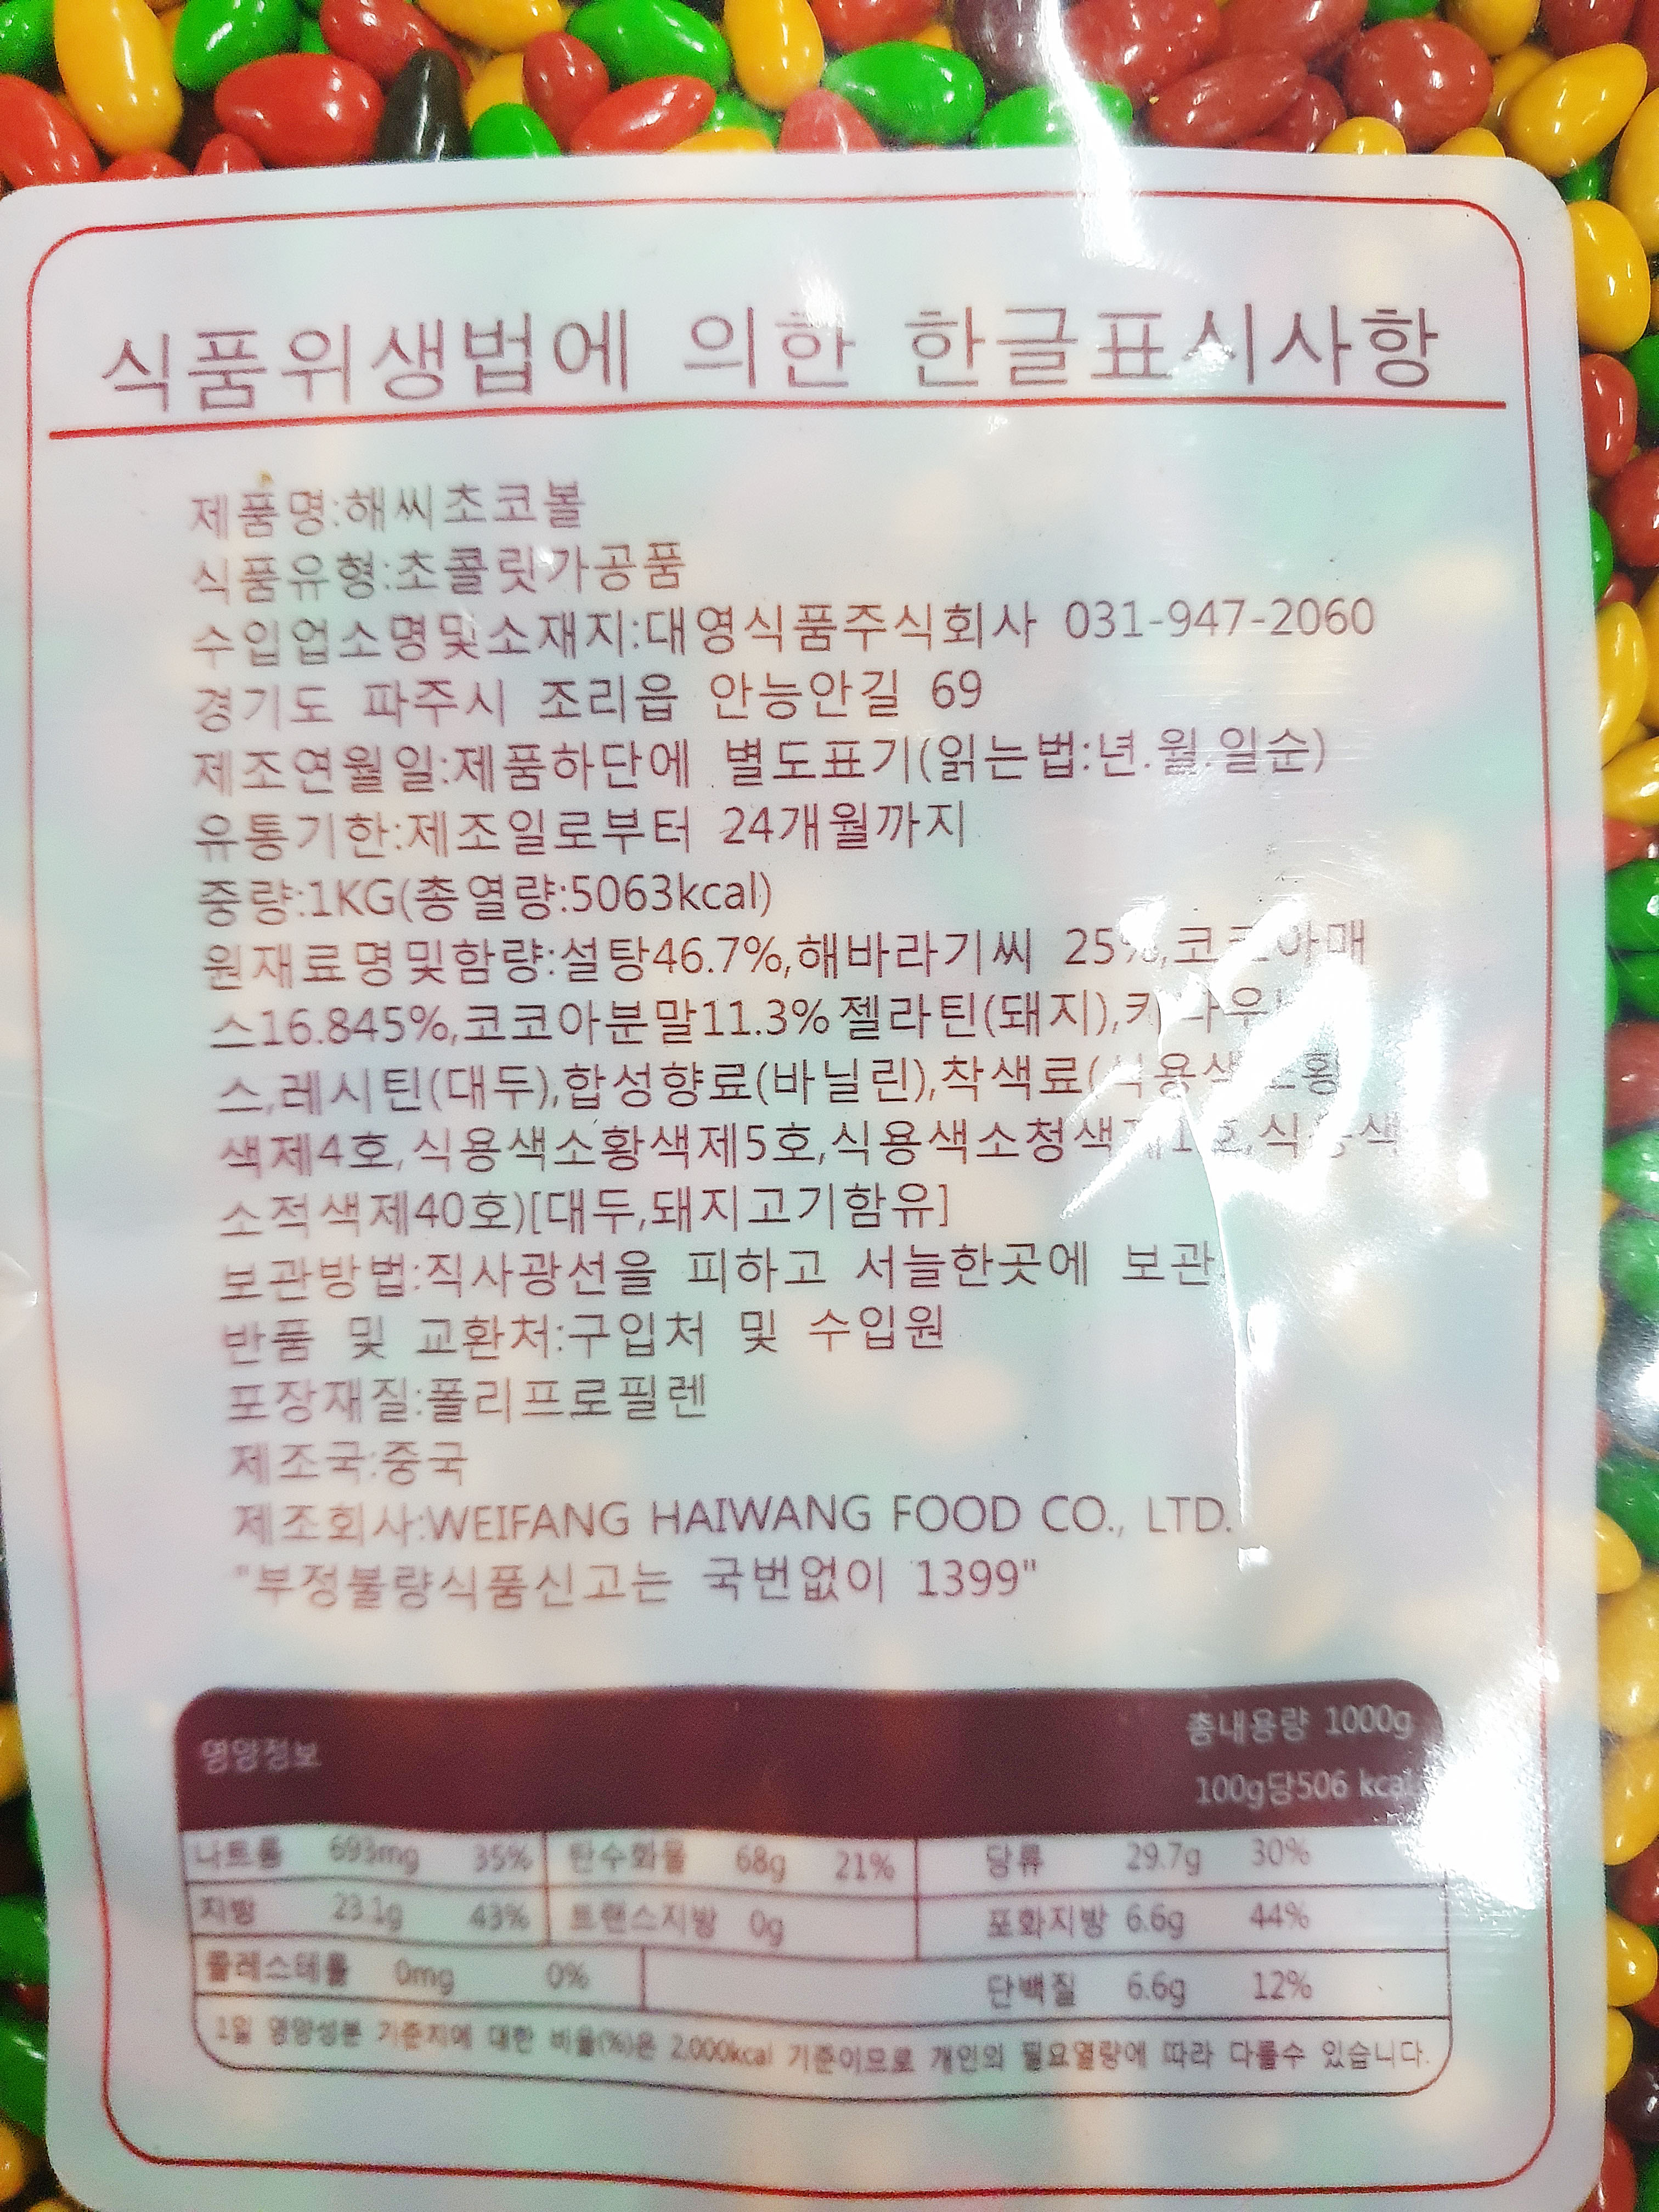 식품위생법에 의한 한글표시사항
제품명:해씨초코볼
식품유형:초콜릿가공품
수입업소명및소재지:대영식품주식회사 031-947-2060
경기도 파주시 조리읍 안능안길 69
제조연월일:제품하단에 별도표기(읽는법:년.월.일순)
유통기한:제조일로부터 24개월까지
중량:1KG(총열량:5063kcal)
원재료명및함량:설탕46.7%,해바라기씨 25%,코코아매
스16.845%,코코아분말11.3%젤라틴(돼지),
스,레시틴(대두),합성향료(바닐린),착색료(식용색소황
색제4호,식용색소황색제5호,식용색소청색제1호,식용색
소적색제40호)[대두,돼지고기함유]
보관방법:직사광선을 피하고 서늘한곳에 보관
반품 및 교환처:구입처 및 수입원
포장재질:폴리프로필렌
제조국:중국
제조회사:WEIFANG HAIWANG FOOD CO., LTD.
"부정불량식품신고는 국번없이 1399"
총내용량 1000g
영양정보
100g당506 kcal
나트륨 693mg 35% 탄수화물 68g 21% 당류 29.7g 30%
지방 23.1g 43% 트랜스지방 0g 포화지방 6.6g 44%
콜레스테롤 0mg 0% 단백질 6.6g 12%
1일 영양성분 기준치에 대한 비율(%)은 2,000kcal 기준이므로 개인의 필요열량에 따라 다를수 있습니다.